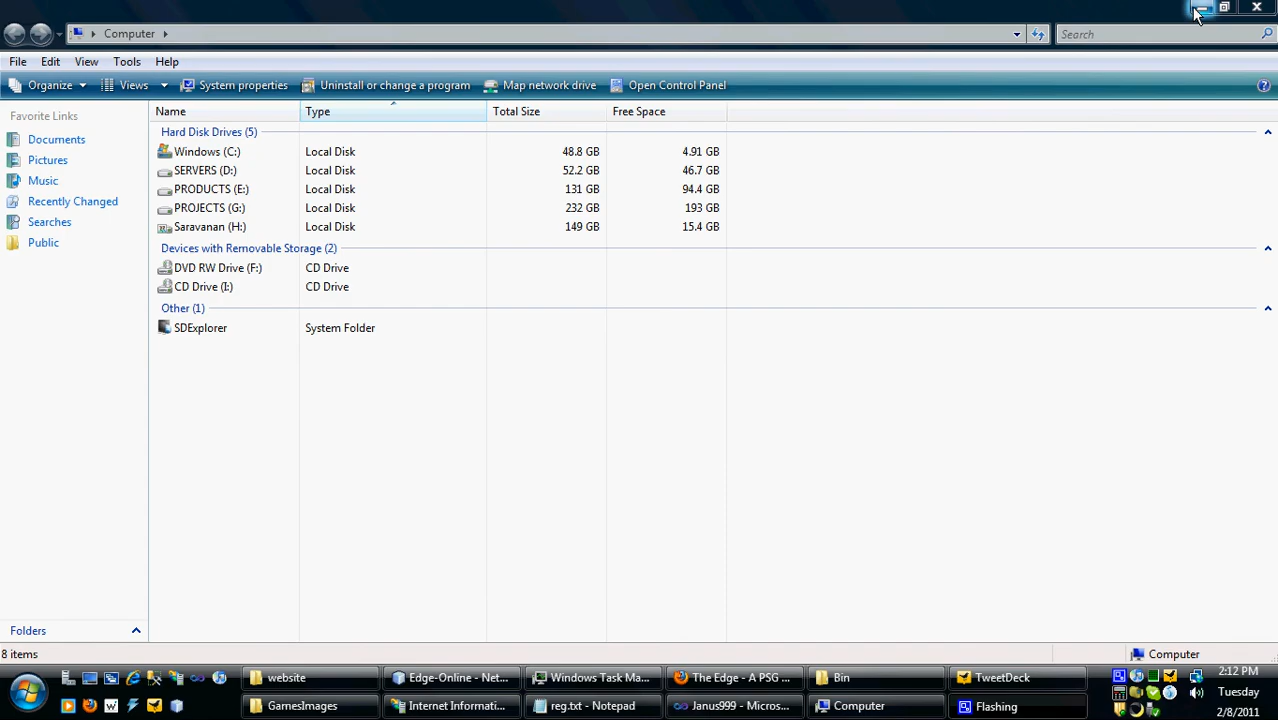 Computer
Search
File Edit View Tools Help
Organize Views System properties Uninstall or change a program Map network drive Open Control Panel
Favorite Links
Documents
Pictures
Music
Recently Changed
Searches
Public
Folders
Name Type Total Size Free Space
Hard Disk Drives (5)
Windows (C:) Local Disk 48.8 GB 4.91 GB
SERVERS (D:) Local Disk 52.2 GB 46.7 GB
PRODUCTS (E:) Local Disk 131 GB 94.4 GB
PROJECTS (G:) Local Disk 232 GB 193 GB
Saravanan (H:) Local Disk 149 GB 15.4 GB
Devices with Removable Storage (2)
DVD RW Drive (F:) CD Drive
CD Drive (I:) CD Drive
Other (1)
SDExplorer System Folder
8 items
Computer
website Edge-Online - Net... Windows Task Ma... The Edge - A PSG ... Bin TweetDeck
GamesImages Internet Informati... reg.txt - Notepad Janus999 - Micros... Computer Flashing
2:12 PM
Tuesday
2/8/2011